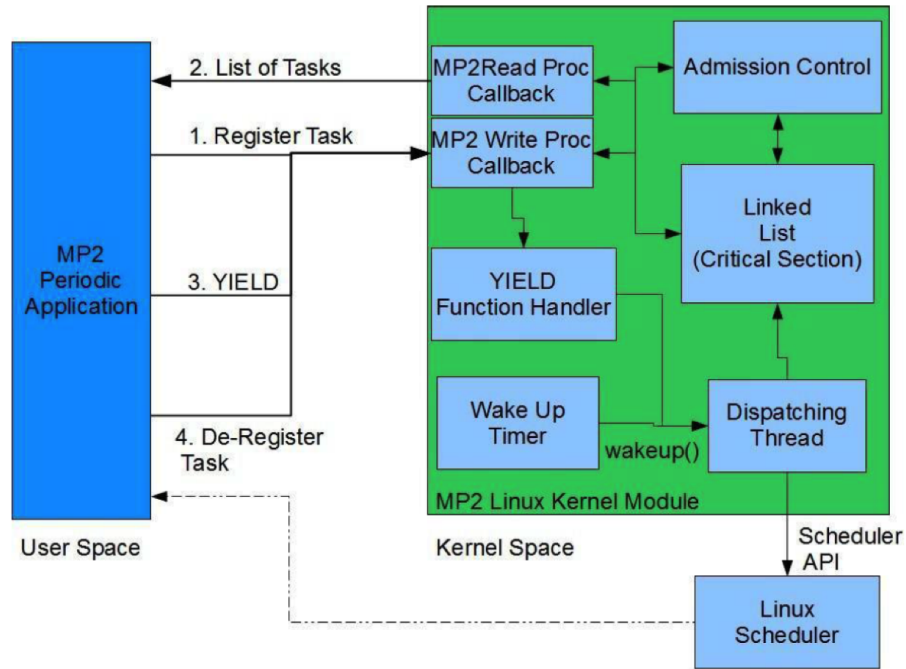 2. List of Tasks
1. Register Task
MP2
Periodic
Application
3. YIELD
4. De-Register
Task
User Space
MP2Read Proc
Callback
MP2 Write Proc
Callback
Admission Control
Linked
List
(Critical Section)
YIELD
Function Handler
Wake Up
Timer
wakeup()
Dispatching
Thread
MP2 Linux Kernel Module
Kernel Space
Scheduler
API
Linux
Scheduler